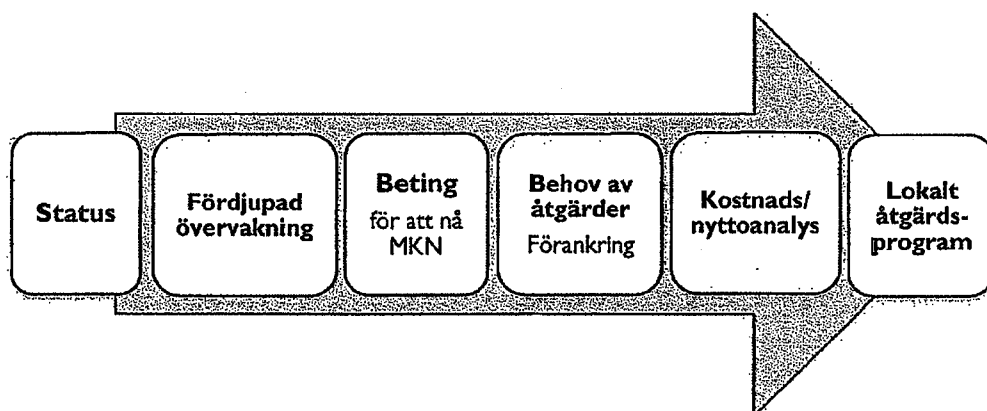 Status
Fördjupad
övervakning
Beting
för att nå
MKN
Behov av
åtgärder
Förankring
Kostnads/
nyttoanalys
Lokalt
åtgärds-
program